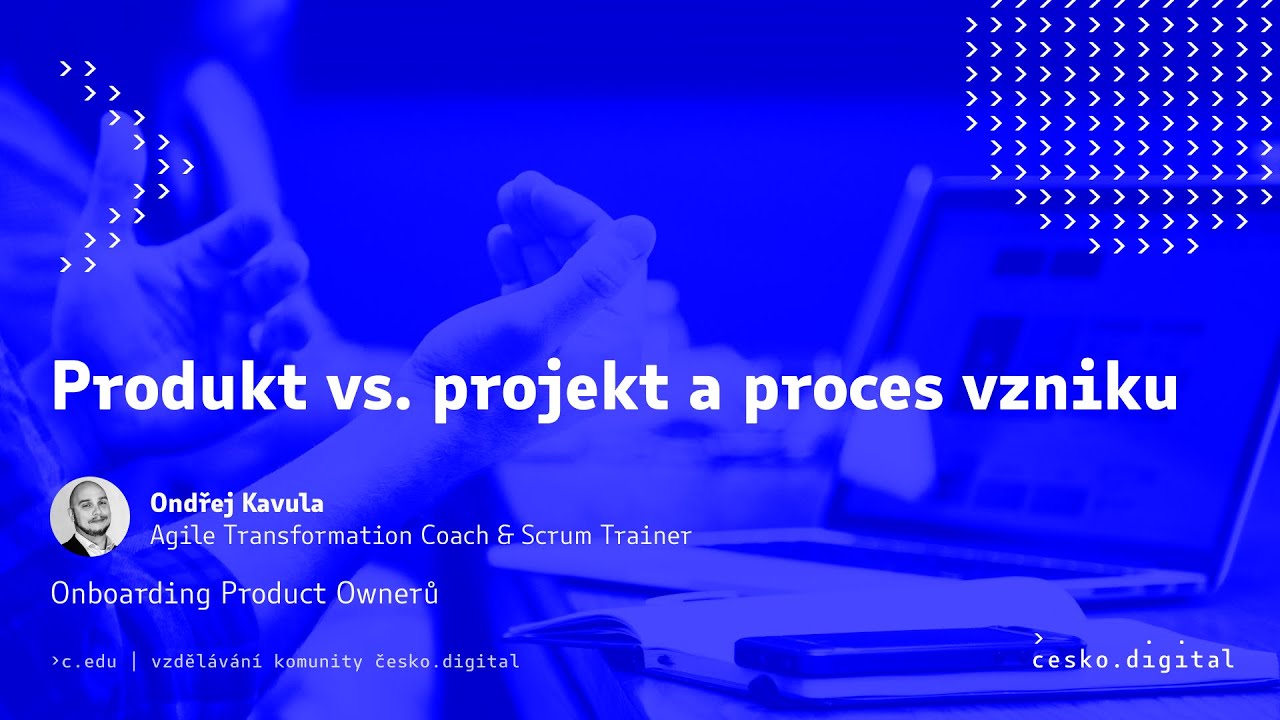 Produkt vs. projekt a proces vzniku
Ondřej Kavula
Agile Transformation Coach & Scrum Trainer
Onboarding Product Ownerů
>c.edu | vzdělávání komunity česko.digital
>
cesko.digital